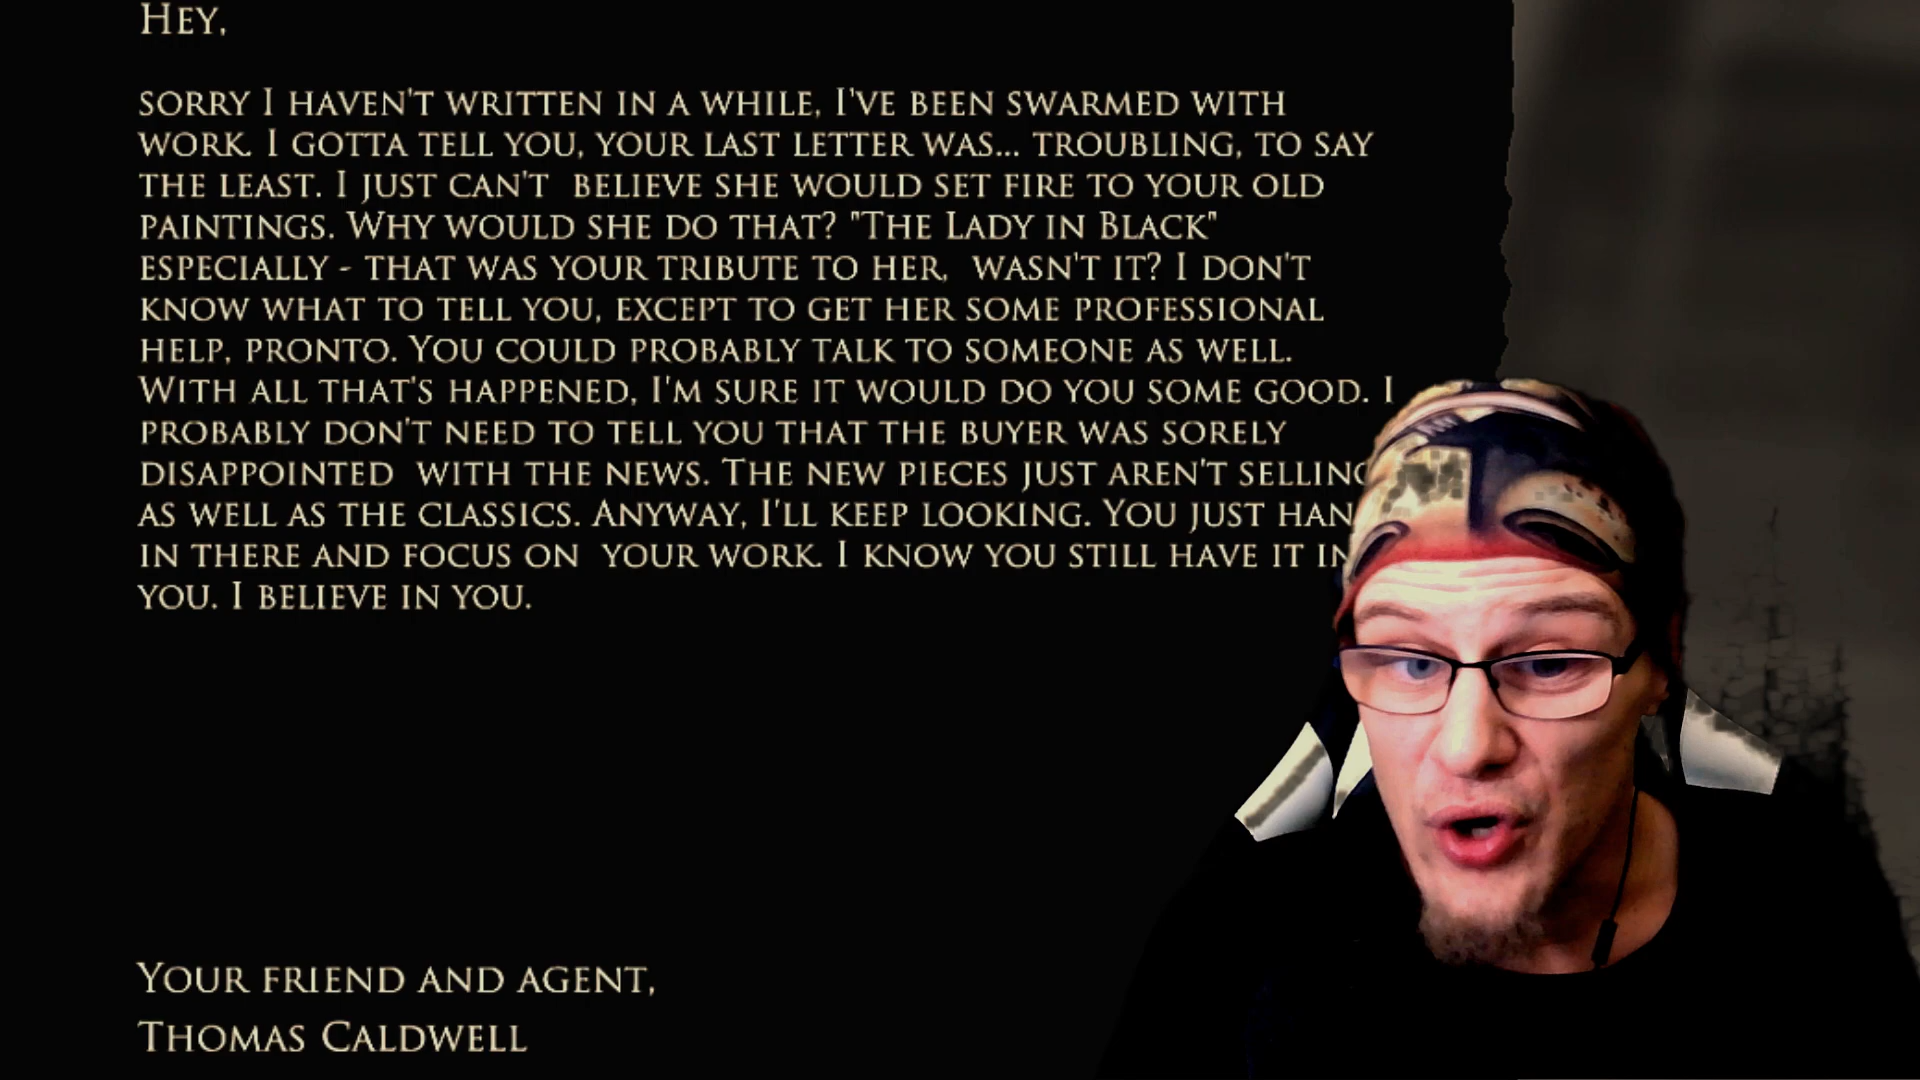 Hey,
sorry I haven't written in a while, I've been swarmed with
work. I gotta tell you, your last letter was... troubling, to say
the least. I just can't believe she would set fire to your old
paintings. Why would she do that? "The Lady in Black"
especially - that was your tribute to her, wasn't it? I don't
know what to tell you, except to get her some professional
help, pronto. You could probably talk to someone as well.
With all that's happened, I'm sure it would do you some good. I
probably don't need to tell you that the buyer was sorely
disappointed with the news. The new pieces just aren't selling
as well as the classics. Anyway, I'll keep looking. You just
in there and focus on your work. I know you still have it in
you. I believe in you.
Your friend and agent,
Thomas Caldwell